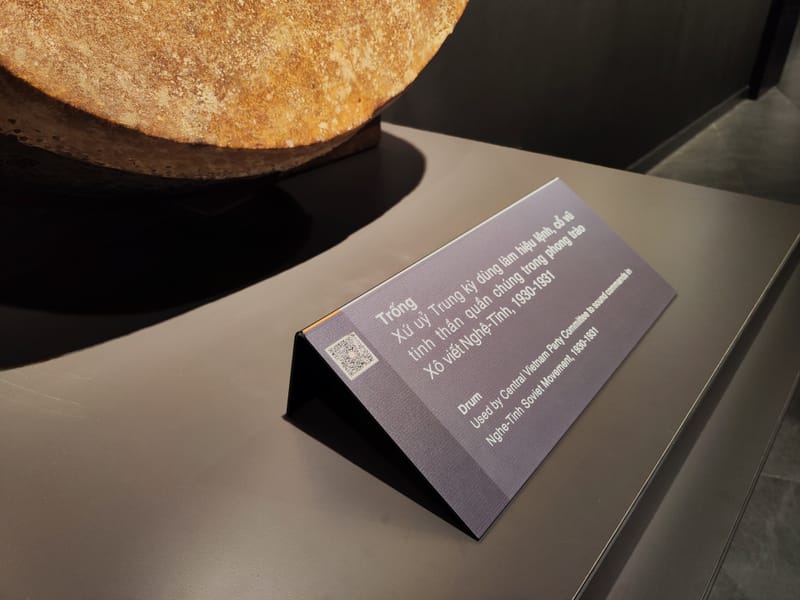 Trống
Xứ uỷ Trung kỳ dùng làm hiệu lệnh, cổ vũ
tinh thần quần chúng trong phong trào
Xô viết Nghệ-Tĩnh, 1930-1931
Drum
Used by Central Vietnam Party Committee to sound commands in
Nghe-Tinh Soviet Movement, 1930-1931